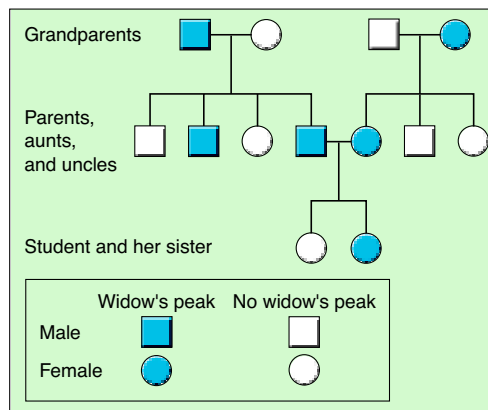 Grandparents
Parents,
aunts,
and uncles
Student and her sister
Widow's peak No widow's peak
Male
Female